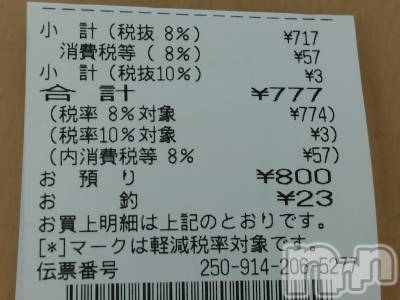 小 計(税抜 8%) ¥717
消費税等( 8%) ¥57
小 計(税抜10%) ¥3
合 計 ¥777
(税率 8%対象 ¥774)
(税率10%対象 ¥3)
(内消費税等 8% ¥57)
お 預 り ¥800
お 釣 ¥23
お買上明細は上記のとおりです。
[*]マークは軽減税率対象です。
伝票番号 250-914-206-5277